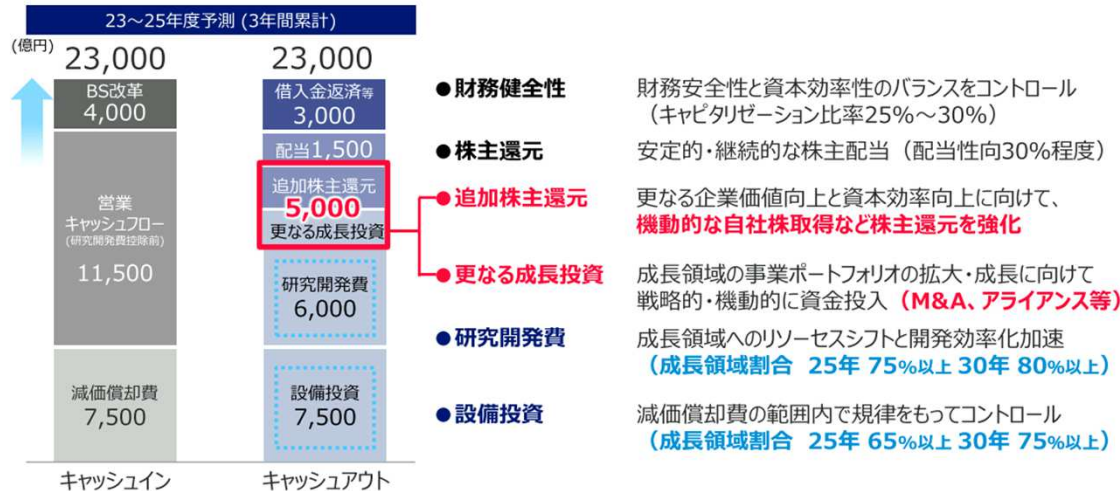 23～25年度予測 (3年間累計)
(億円)
23,000
23,000
BS改革
4,000
営業
キャッシュフロー
(研究開発費控除前)
11,500
減価償却費
7,500
キャッシュイン
借入金返済等
3,000
配当1,500
追加株主還元
5,000
更なる成長投資
研究開発費
6,000
設備投資
7,500
キャッシュアウト
●財務健全性
財務安全性と資本効率性のバランスをコントロール
（キャピタリゼーション比率25%～30%）
●株主還元
安定的・継続的な株主配当（配当性向30%程度）
●追加株主還元
更なる企業価値向上と資本効率向上に向けて、
機動的な自社株取得など株主還元を強化
●更なる成長投資
成長領域の事業ポートフォリオの拡大・成長に向けて
戦略的・機動的に資金投入（M&A、アライアンス等）
●研究開発費
成長領域へのリソーセスシフトと開発効率化加速
（成長領域割合 25年 75%以上 30年 80%以上）
●設備投資
減価償却費の範囲内で規律をもってコントロール
（成長領域割合 25年 65%以上 30年 75%以上）